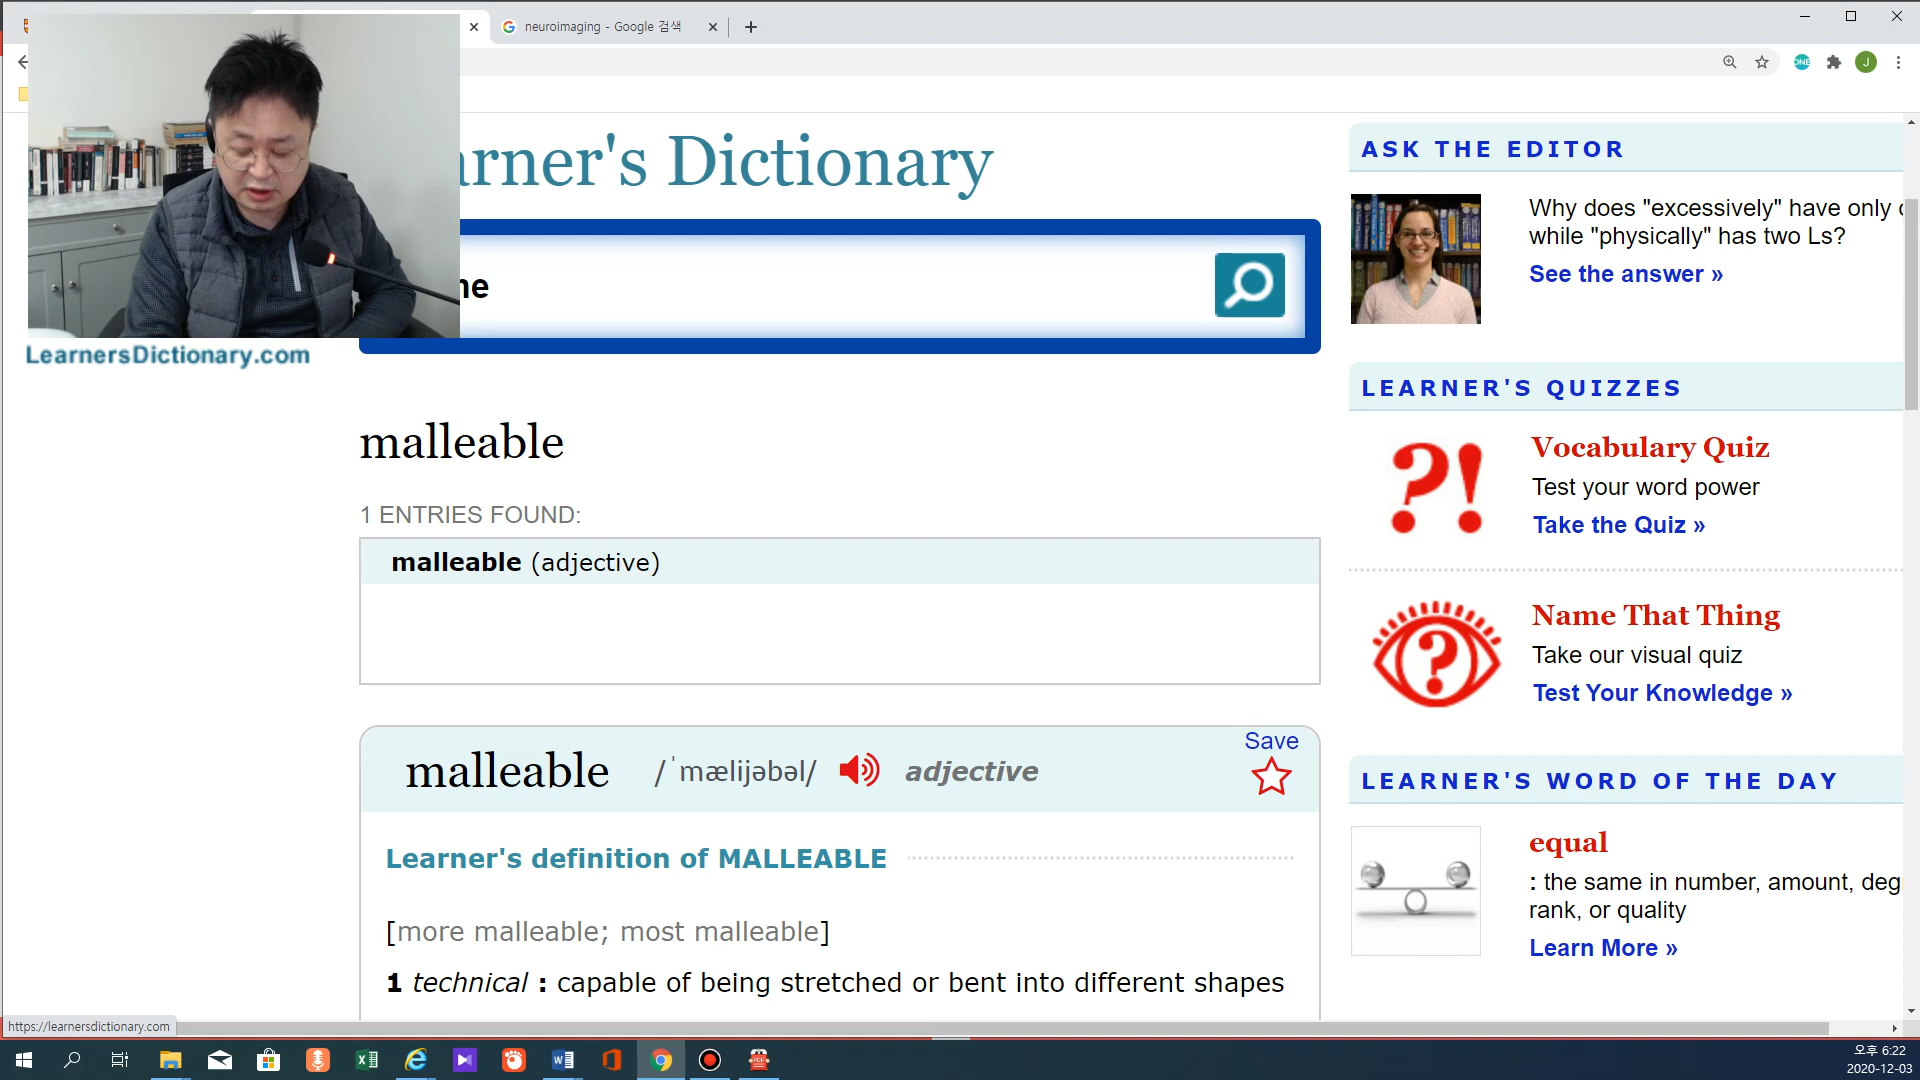 neuroimaging - Google 검색
ONE
J
rner's Dictionary
ne
LearnersDictionary.com
malleable
1 ENTRIES FOUND:
malleable (adjective)
malleable /ˈmælijəbəl/ adjective
Save
Learner's definition of MALLEABLE
[more malleable; most malleable]
1 technical : capable of being stretched or bent into different shapes
ASK THE EDITOR
Why does "excessively" have only
while "physically" has two Ls?
See the answer »
LEARNER'S QUIZZES
Vocabulary Quiz
Test your word power
Take the Quiz »
Name That Thing
Take our visual quiz
Test Your Knowledge »
LEARNER'S WORD OF THE DAY
equal
: the same in number, amount, deg
rank, or quality
Learn More »
https://learnersdictionary.com
오후 6:22
2020-12-03